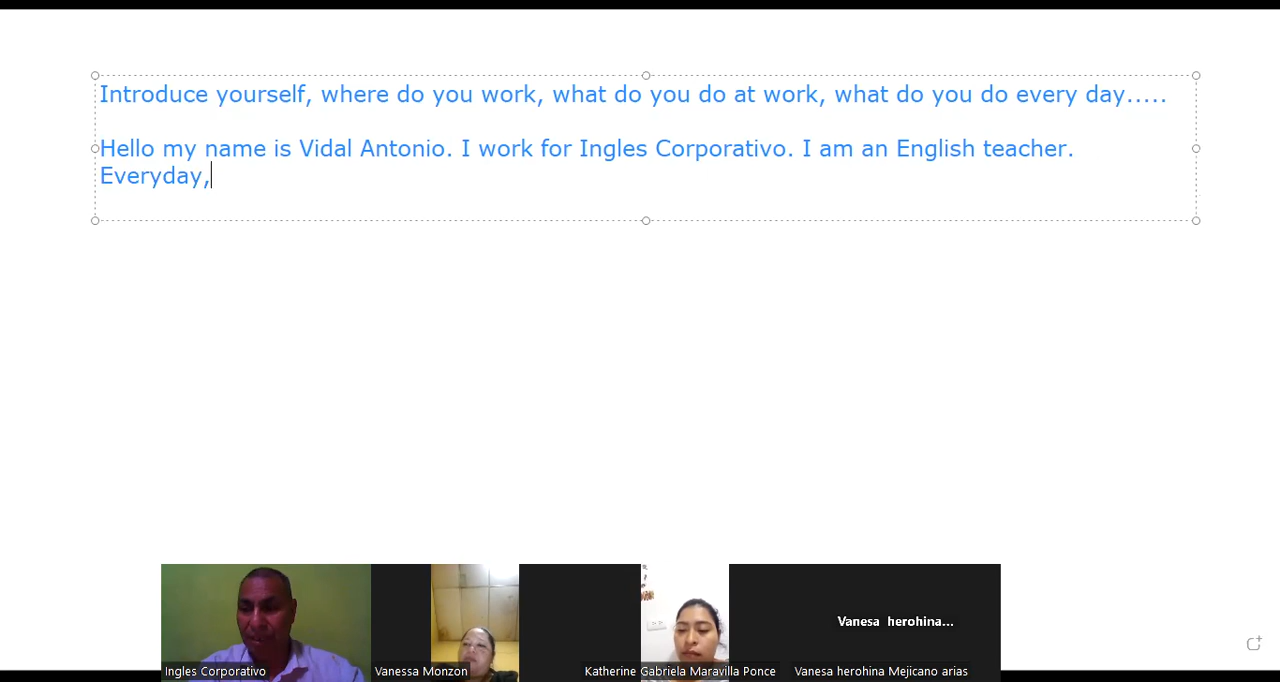 Introduce yourself, where do you work, what do you do at work, what do you do every day.....
Hello my name is Vidal Antonio. I work for Ingles Corporativo. I am an English teacher.
Everyday,
Vanesa herohina...
Ingles Corporativo
Vanessa Monzon
Katherine Gabriela Maravilla Ponce
Vanesa herohina Mejicano arias